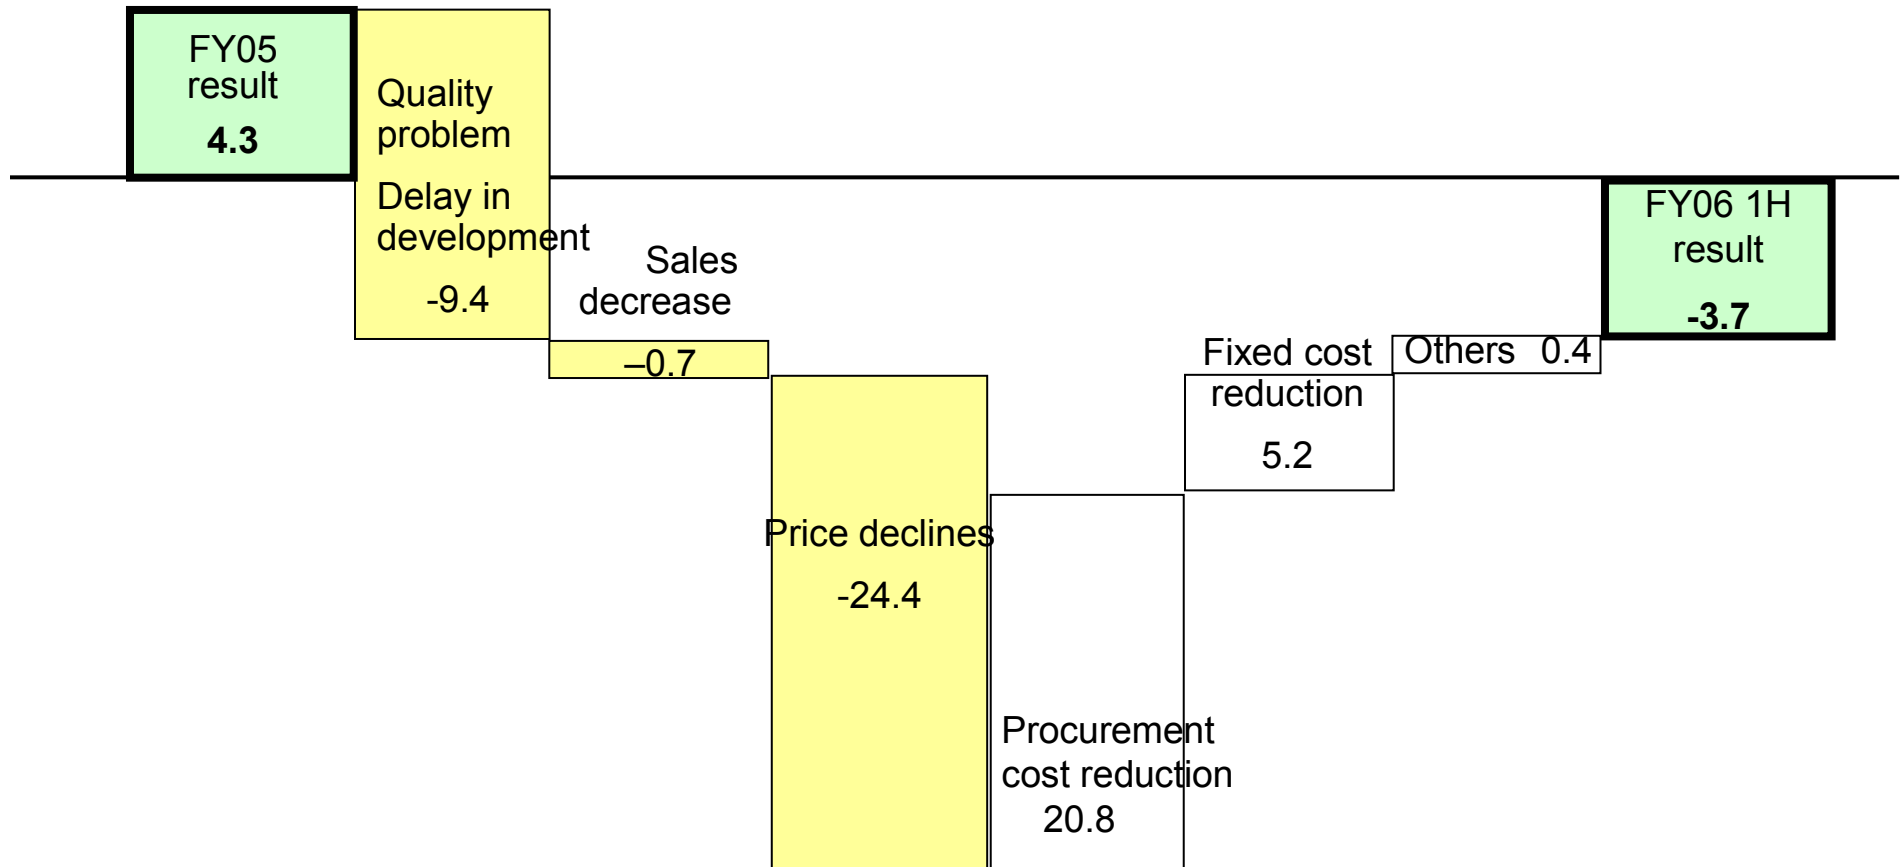 FY05
result
4.3
Quality
problem
Delay in
development
-9.4
Sales
decrease
–0.7
Price declines
-24.4
Procurement
cost reduction
20.8
Fixed cost
reduction
5.2
Others 0.4
FY06 1H
result
-3.7